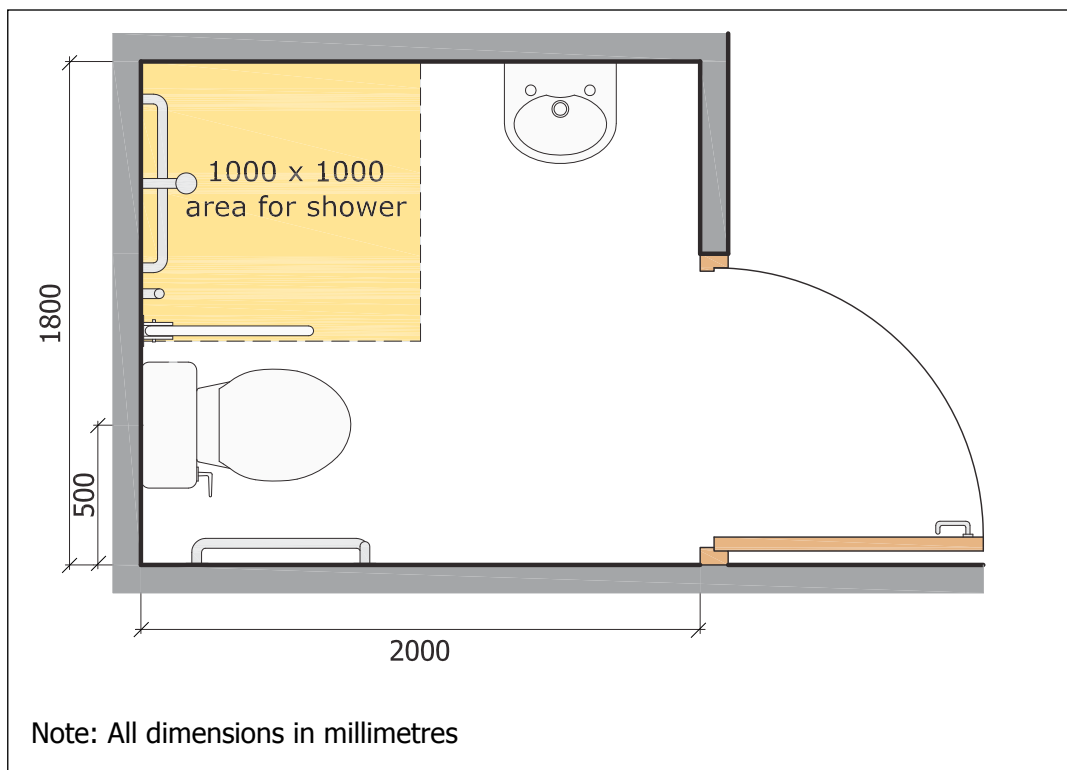 1000 x 1000
area for shower
1800
500
2000
Note: All dimensions in millimetres